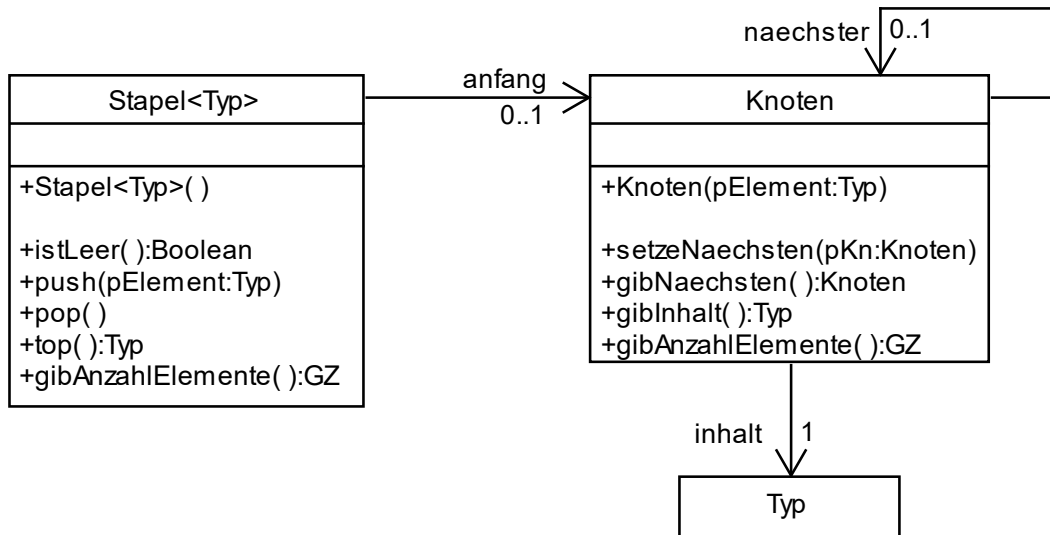 naechster 0..1
anfang
0..1
Stapel<Typ>
+Stapel<Typ>( )
+istLeer( ):Boolean
+push(pElement:Typ)
+pop( )
+top( ):Typ
+gibAnzahlElemente( ):GZ
Knoten
+Knoten(pElement:Typ)
+setzeNaechsten(pKn:Knoten)
+gibNaechsten( ):Knoten
+gibInhalt( ):Typ
+gibAnzahlElemente( ):GZ
inhalt 1
Typ